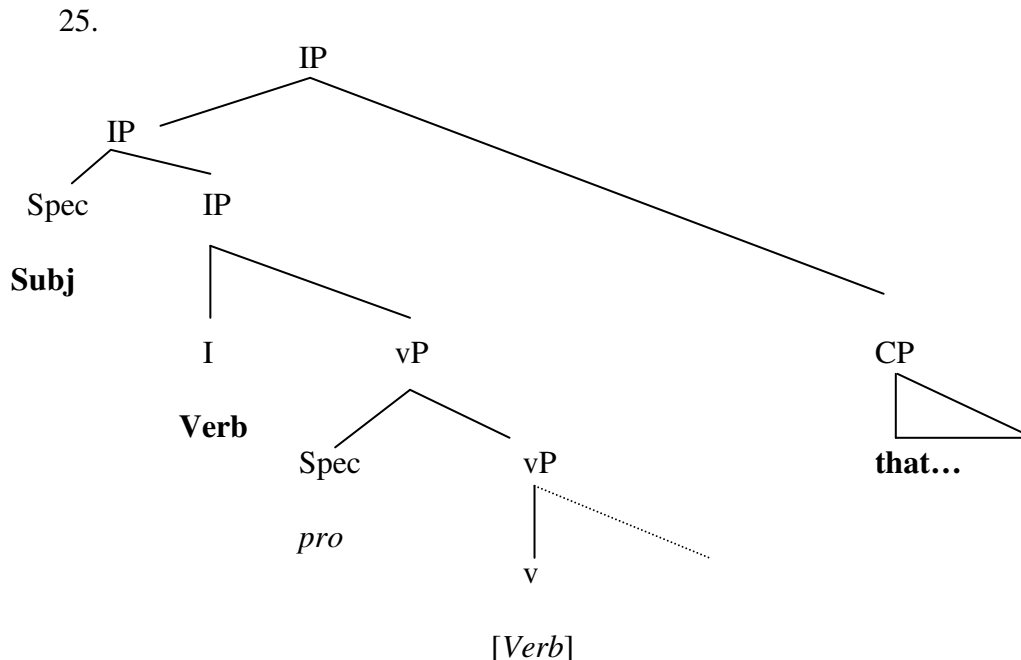 25.
IP
IP
Spec IP
Subj
I vP CP
Verb
Spec vP that…
pro
v
[Verb]